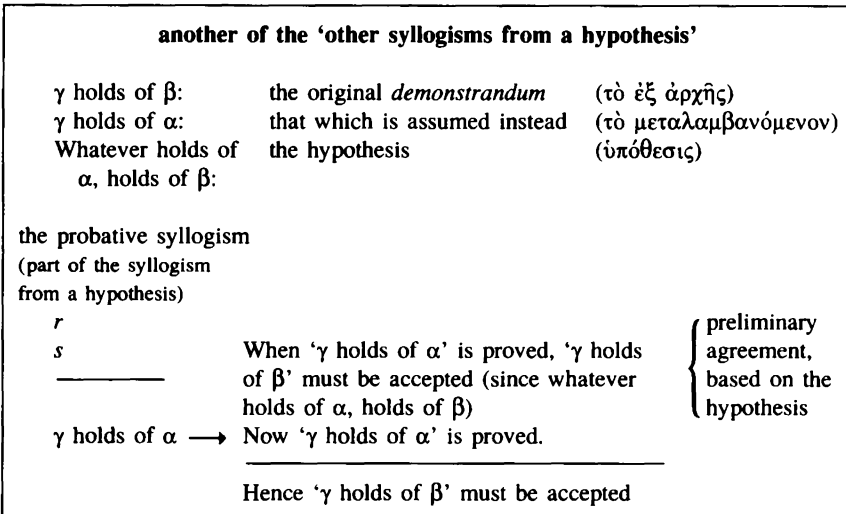 another of the ‘other syllogisms from a hypothesis’
γ holds of β: the original demonstrandum (τὸ ἐξ ἀρχῆς)
γ holds of α: that which is assumed instead (τὸ μεταλαμβανόμενον)
Whatever holds of the hypothesis (ὑπόθεσις)
α, holds of β:
the probative syllogism
(part of the syllogism
from a hypothesis)
r preliminary
s When ‘γ holds of α’ is proved, ‘γ holds agreement,
of β’ must be accepted (since whatever based on the
holds of α, holds of β) hypothesis
γ holds of α → Now ‘γ holds of α’ is proved.
Hence ‘γ holds of β’ must be accepted